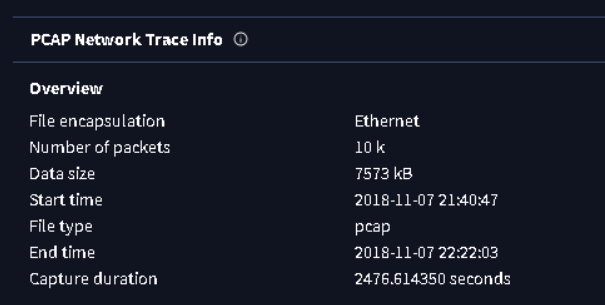 PCAP Network Trace Info
Overview
File encapsulation Ethernet
Number of packets 10 k
Data size 7573 kB
Start time 2018-11-07 21:40:47
File type pcap
End time 2018-11-07 22:22:03
Capture duration 2476.614350 seconds